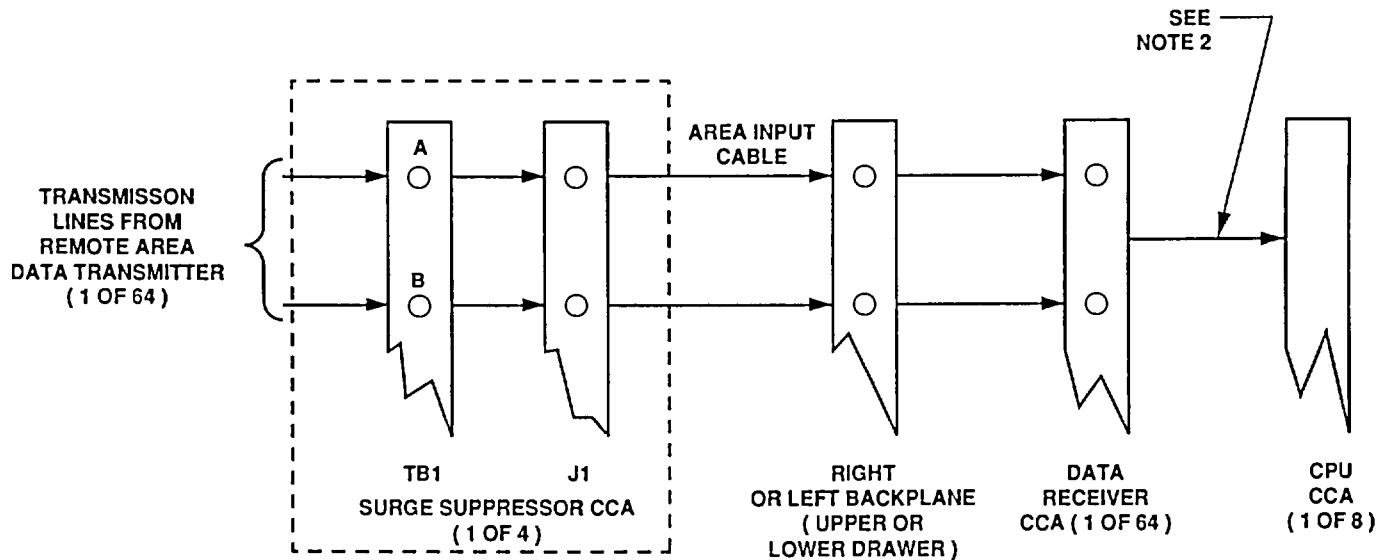 SEE
NOTE 2
A
AREA INPUT
CABLE
TRANSMISSON
LINES FROM
REMOTE AREA
DATA TRANSMITTER
( 1 OF 64 )
B
TB1
J1
SURGE SUPPRESSOR CCA
( 1 OF 4 )
RIGHT
OR LEFT BACKPLANE
( UPPER OR
LOWER DRAWER )
DATA
RECEIVER
CCA ( 1 OF 64 )
CPU
CCA
( 1 OF 8 )